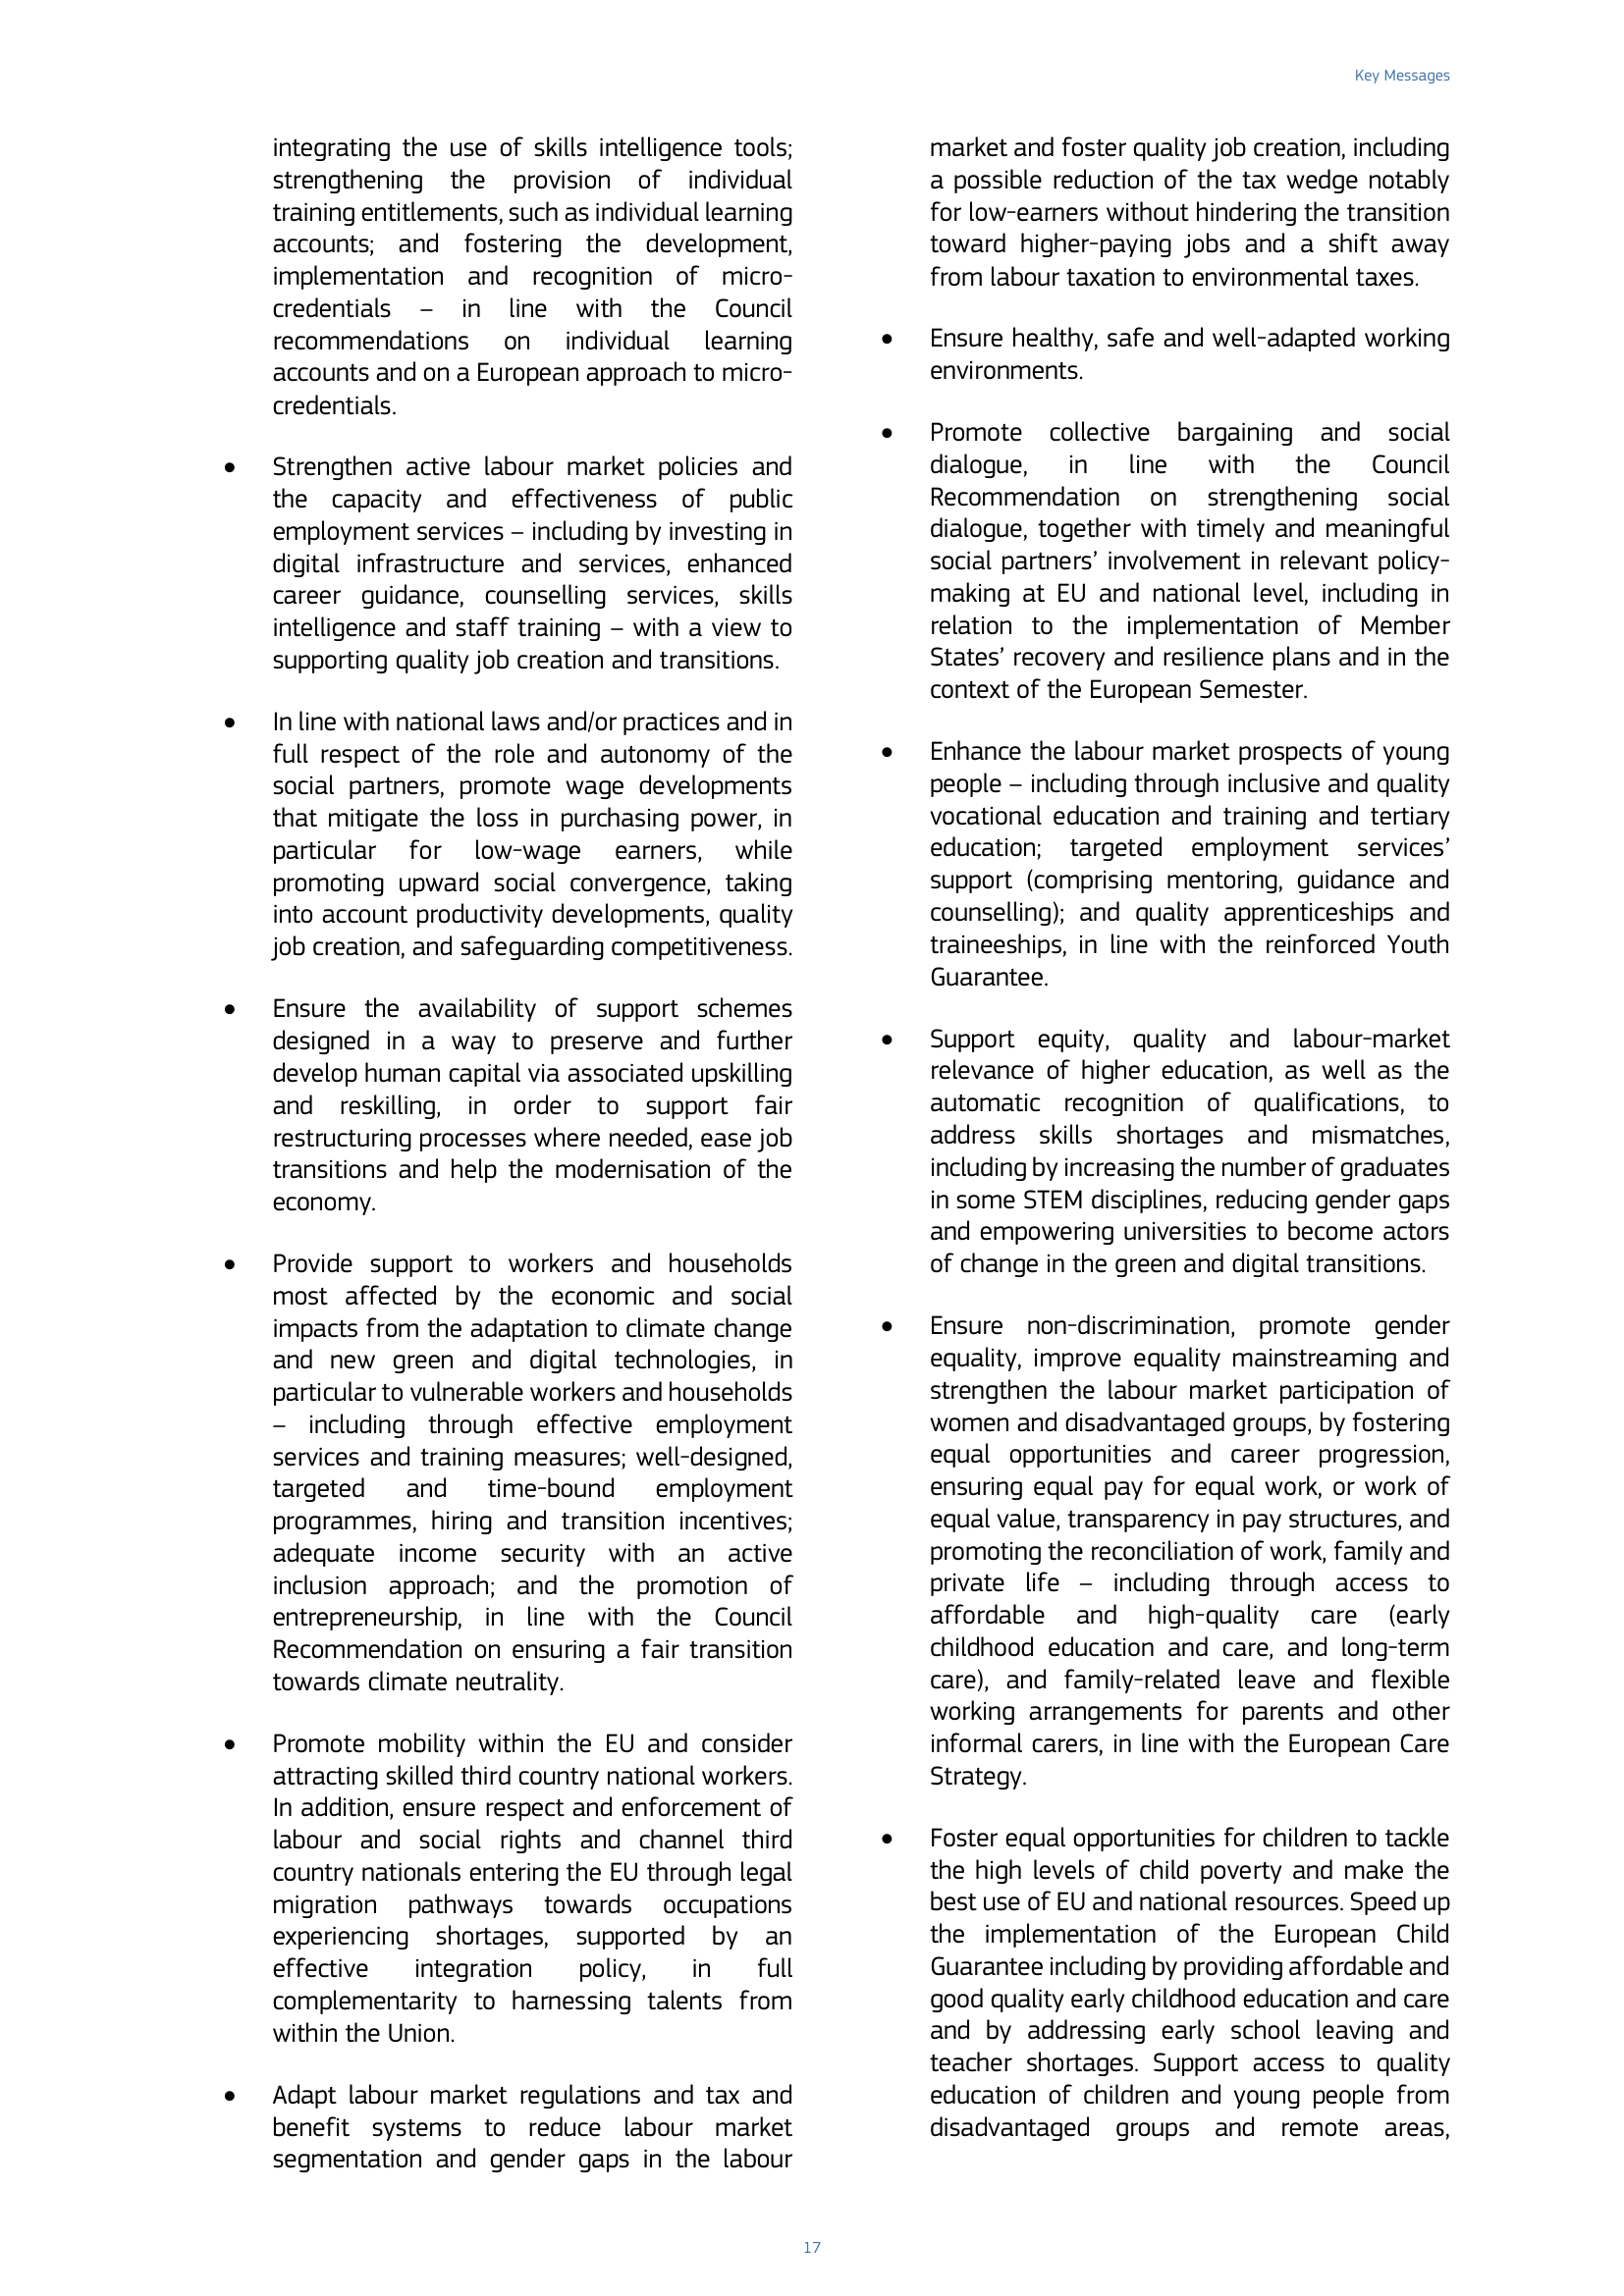 Key Messages
integrating the use of skills intelligence tools;
strengthening the provision of individual
training entitlements, such as individual learning
accounts; and fostering the development,
implementation and recognition of micro-
credentials – in line with the Council
recommendations on individual learning
accounts and on a European approach to micro-
credentials.
• Strengthen active labour market policies and
the capacity and effectiveness of public
employment services – including by investing in
digital infrastructure and services, enhanced
career guidance, counselling services, skills
intelligence and staff training – with a view to
supporting quality job creation and transitions.
• In line with national laws and/or practices and in
full respect of the role and autonomy of the
social partners, promote wage developments
that mitigate the loss in purchasing power, in
particular for low-wage earners, while
promoting upward social convergence, taking
into account productivity developments, quality
job creation, and safeguarding competitiveness.
• Ensure the availability of support schemes
designed in a way to preserve and further
develop human capital via associated upskilling
and reskilling, in order to support fair
restructuring processes where needed, ease job
transitions and help the modernisation of the
economy.
• Provide support to workers and households
most affected by the economic and social
impacts from the adaptation to climate change
and new green and digital technologies, in
particular to vulnerable workers and households
– including through effective employment
services and training measures; well-designed,
targeted and time-bound employment
programmes, hiring and transition incentives;
adequate income security with an active
inclusion approach; and the promotion of
entrepreneurship, in line with the Council
Recommendation on ensuring a fair transition
towards climate neutrality.
• Promote mobility within the EU and consider
attracting skilled third country national workers.
In addition, ensure respect and enforcement of
labour and social rights and channel third
country nationals entering the EU through legal
migration pathways towards occupations
experiencing shortages, supported by an
effective integration policy, in full
complementarity to harnessing talents from
within the Union.
• Adapt labour market regulations and tax and
benefit systems to reduce labour market
segmentation and gender gaps in the labour
market and foster quality job creation, including
a possible reduction of the tax wedge notably
for low-earners without hindering the transition
toward higher-paying jobs and a shift away
from labour taxation to environmental taxes.
• Ensure healthy, safe and well-adapted working
environments.
• Promote collective bargaining and social
dialogue, in line with the Council
Recommendation on strengthening social
dialogue, together with timely and meaningful
social partners’ involvement in relevant policy-
making at EU and national level, including in
relation to the implementation of Member
States’ recovery and resilience plans and in the
context of the European Semester.
• Enhance the labour market prospects of young
people – including through inclusive and quality
vocational education and training and tertiary
education; targeted employment services’
support (comprising mentoring, guidance and
counselling); and quality apprenticeships and
traineeships, in line with the reinforced Youth
Guarantee.
• Support equity, quality and labour-market
relevance of higher education, as well as the
automatic recognition of qualifications, to
address skills shortages and mismatches,
including by increasing the number of graduates
in some STEM disciplines, reducing gender gaps
and empowering universities to become actors
of change in the green and digital transitions.
• Ensure non-discrimination, promote gender
equality, improve equality mainstreaming and
strengthen the labour market participation of
women and disadvantaged groups, by fostering
equal opportunities and career progression,
ensuring equal pay for equal work, or work of
equal value, transparency in pay structures, and
promoting the reconciliation of work, family and
private life – including through access to
affordable and high-quality care (early
childhood education and care, and long-term
care), and family-related leave and flexible
working arrangements for parents and other
informal carers, in line with the European Care
Strategy.
• Foster equal opportunities for children to tackle
the high levels of child poverty and make the
best use of EU and national resources. Speed up
the implementation of the European Child
Guarantee including by providing affordable and
good quality early childhood education and care
and by addressing early school leaving and
teacher shortages. Support access to quality
education of children and young people from
disadvantaged groups and remote areas,
17